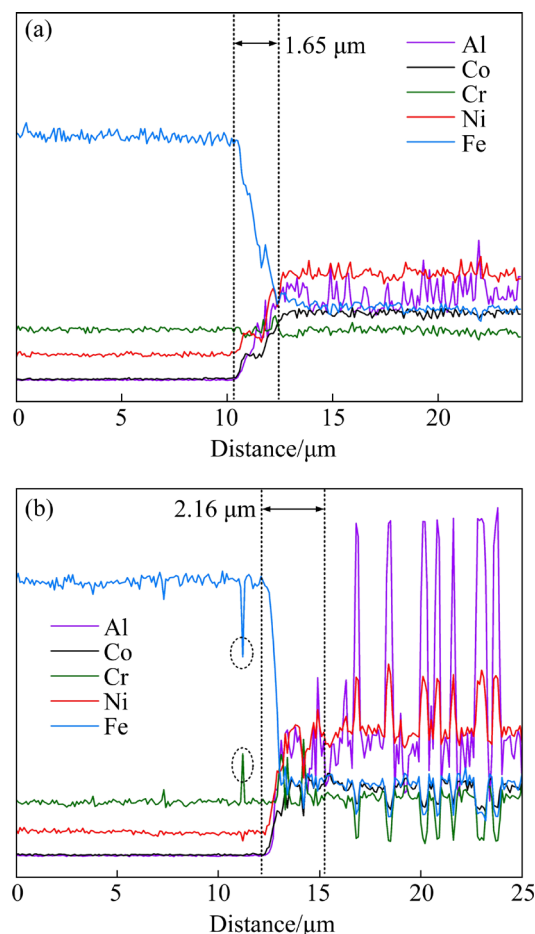 (a)
1.65 μm
Al
Co
Cr
Ni
Fe
0 5 10 15 20
Distance/μm
(b)
2.16 μm
Al
Co
Cr
Ni
Fe
0 5 10 15 20 25
Distance/μm